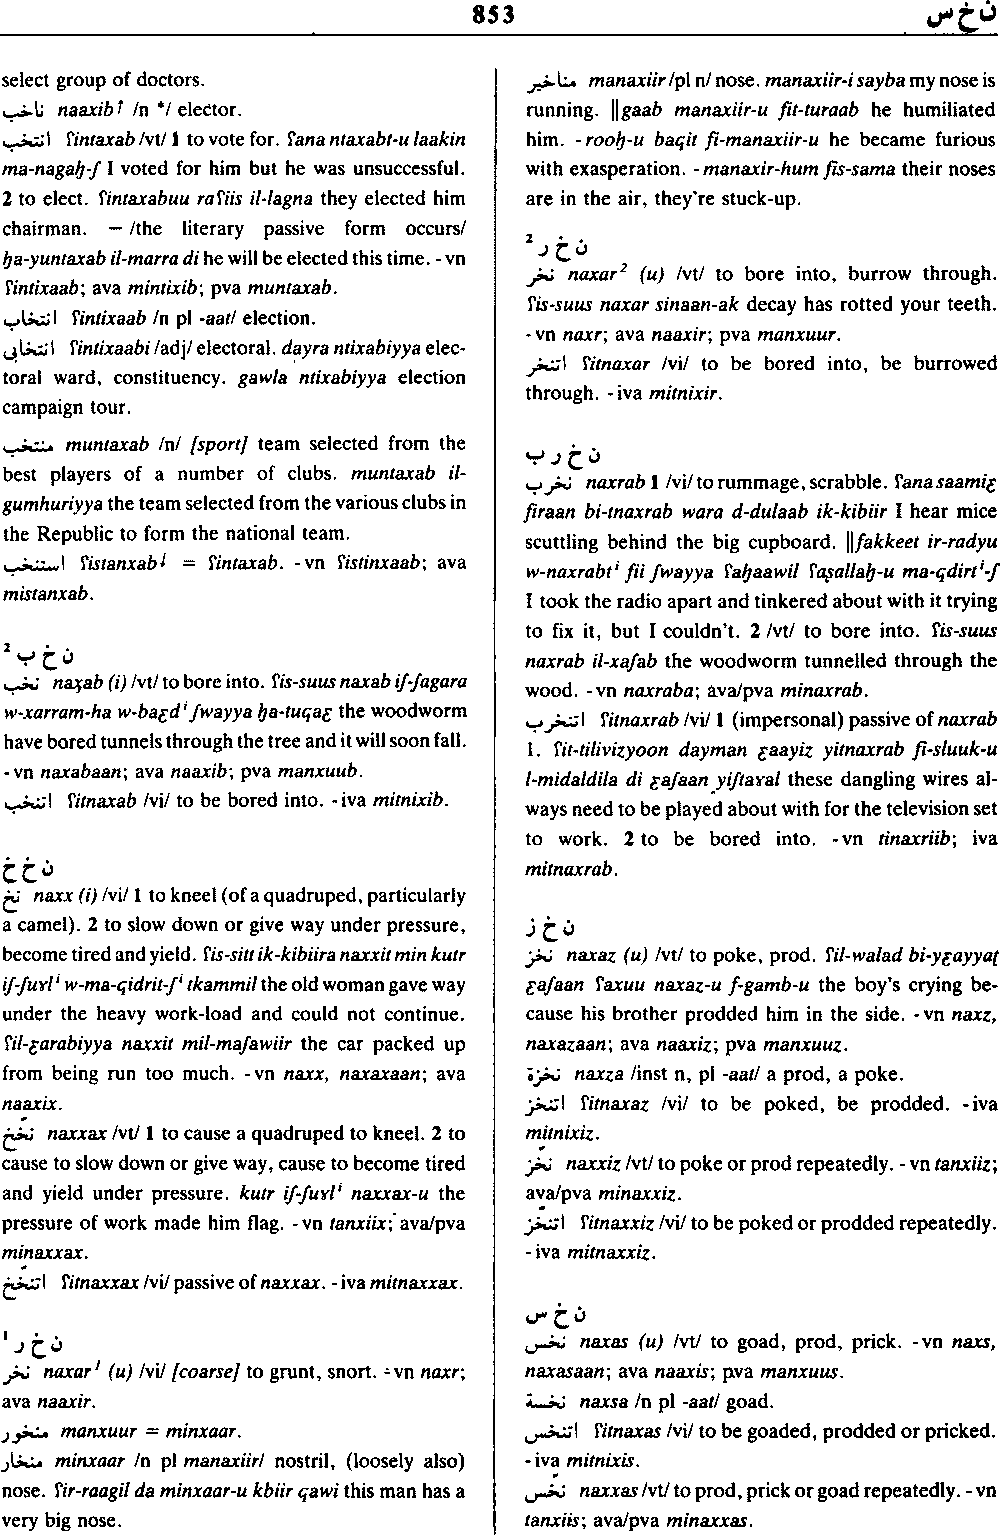 853
ن خ س
select group of doctors.
ناخب naaxib↑ /n */ elector.
انتخب ʕintaxab /vt/ 1 to vote for. ʕana ntaxabt-u laakin
ma-nagaḥ-ʃ I voted for him but he was unsuccessful.
2 to elect. ʕintaxabuu raʕiis il-lagna they elected him
chairman. – /the literary passive form occurs/
ḥa-yuntaxab il-marra di he will be elected this time. -vn
ʕintixaab; ava mintixib; pva muntaxab.
انتخاب ʕintixaab /n pl -aat/ election.
انتخابى ʕintixaabi /adj/ electoral. dayra ntixabiyya elec-
toral ward, constituency. gawla ntixabiyya election
campaign tour.
منتخب muntaxab /n/ [sport] team selected from the
best players of a number of clubs. muntaxab il-
gumhuriyya the team selected from the various clubs in
the Republic to form the national team.
استنخب ʕistanxab↓ = ʕintaxab. -vn ʕistinxaab; ava
mistanxab.
ن خ ب ²
نخب naxab (i) /vt/ to bore into. ʕis-suus naxab iʃ-ʃagara
w-xarram-ha w-baɛdⁱ ʃwayya ḥa-tuqaɛ the woodworm
have bored tunnels through the tree and it will soon fall.
-vn naxabaan; ava naaxib; pva manxuub.
اتنخب ʕitnaxab /vi/ to be bored into. -iva mitnixib.
ن خ خ
نخ naxx (i) /vi/ 1 to kneel (of a quadruped, particularly
a camel). 2 to slow down or give way under pressure,
become tired and yield. ʕis-sitt ik-kibiira naxxit min kutr
iʃ-ʃuɣlⁱ w-ma-qidrit-ʃⁱ tkammil the old woman gave way
under the heavy work-load and could not continue.
ʕil-ɛarabiyya naxxit mil-maʃawiir the car packed up
from being run too much. -vn naxx, naxaxaan; ava
naaxix.
نخّخ naxxax /vt/ 1 to cause a quadruped to kneel. 2 to
cause to slow down or give way, cause to become tired
and yield under pressure. kutr iʃ-ʃuɣlⁱ naxxax-u the
pressure of work made him flag. -vn tanxiix; ava/pva
minaxxax.
اتنخّخ ʕitnaxxax /vi/ passive of naxxax. -iva mitnaxxax.
ن خ ر ¹
نخر naxar¹ (u) /vi/ [coarse] to grunt, snort. -vn naxr;
ava naaxir.
منخور manxuur = minxaar.
منخار minxaar /n pl manaxiir/ nostril, (loosely also)
nose. ʕir-raagil da minxaar-u kbiir qawi this man has a
very big nose.
مناخير manaxiir /pl n/ nose. manaxiir-i sayba my nose is
running. ‖gaab manaxiir-u fit-turaab he humiliated
him. -rooḥ-u baqit fi-manaxiir-u he became furious
with exasperation. -manaxir-hum fis-sama their noses
are in the air, they're stuck-up.
ن خ ر ²
نخر naxar² (u) /vt/ to bore into, burrow through.
ʕis-suus naxar sinaan-ak decay has rotted your teeth.
-vn naxr; ava naaxir; pva manxuur.
اتنخر ʕitnaxar /vi/ to be bored into, be burrowed
through. -iva mitnixir.
ن خ ر ب
نخرب naxrab 1 /vi/ to rummage, scrabble. ʕana saamiɛ
firaan bi-tnaxrab wara d-dulaab ik-kibiir I hear mice
scuttling behind the big cupboard. ‖fakkeet ir-radyu
w-naxrabtⁱ fii ʃwayya ʕaḥaawil ʕaṣallaḥ-u ma-qdirtⁱ-ʃ
I took the radio apart and tinkered about with it trying
to fix it, but I couldn't. 2 /vt/ to bore into. ʕis-suus
naxrab il-xaʃab the woodworm tunnelled through the
wood. -vn naxraba; ava/pva minaxrab.
اتنخرب ʕitnaxrab /vi/ 1 (impersonal) passive of naxrab
1. ʕit-tilivizyoon dayman ɛaayiz yitnaxrab fi-sluuk-u
l-midaldila di ɛaʃaan yiʃtaɣal these dangling wires al-
ways need to be played about with for the television set
to work. 2 to be bored into. -vn tinaxriib; iva
mitnaxrab.
ن خ ز
نخز naxaz (u) /vt/ to poke, prod. ʕil-walad bi-yɛayyaṭ
ɛaʃaan ʕaxuu naxaz-u f-gamb-u the boy's crying be-
cause his brother prodded him in the side. -vn naxz,
naxazaan; ava naaxiz; pva manxuuz.
نخزة naxza /inst n, pl -aat/ a prod, a poke.
اتنخز ʕitnaxaz /vi/ to be poked, be prodded. -iva
mitnixiz.
نخّز naxxiz /vt/ to poke or prod repeatedly. -vn tanxiiz;
ava/pva minaxxiz.
اتنخّز ʕitnaxxiz /vi/ to be poked or prodded repeatedly.
-iva mitnaxxiz.
ن خ س
نخس naxas (u) /vt/ to goad, prod, prick. -vn naxs,
naxasaan; ava naaxis; pva manxuus.
نخسة naxsa /n pl -aat/ goad.
اتنخس ʕitnaxas /vi/ to be goaded, prodded or pricked.
-iva mitnixis.
نخّس naxxas /vt/ to prod, prick or goad repeatedly. -vn
tanxiis; ava/pva minaxxas.